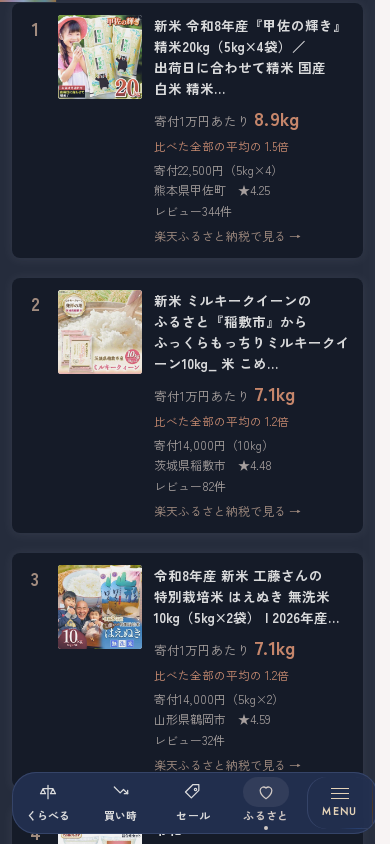 1
新米 令和8年産『甲佐の輝き』
精米20kg（5kg×4袋）／
出荷日に合わせて精米 国産
白米 精米...
寄付1万円あたり 8.9kg
比べた全部の平均の 1.5倍
寄付22,500円（5kg×4）
熊本県甲佐町 ★4.25
レビュー344件
楽天ふるさと納税で見る →
2
新米 ミルキークイーンの
ふるさと『稲敷市』から
ふっくらもっちりミルキークイ
ーン10kg_ 米 こめ...
寄付1万円あたり 7.1kg
比べた全部の平均の 1.2倍
寄付14,000円（10kg）
茨城県稲敷市 ★4.48
レビュー82件
楽天ふるさと納税で見る →
3
令和8年産 新米 工藤さんの
特別栽培米 はえぬき 無洗米
10kg（5kg×2袋）｜2026年産...
寄付1万円あたり 7.1kg
比べた全部の平均の 1.2倍
寄付14,000円（5kg×2）
山形県鶴岡市 ★4.59
レビュー32件
楽天ふるさと納税で見る →
くらべる
買い時
セール
ふるさと
MENU